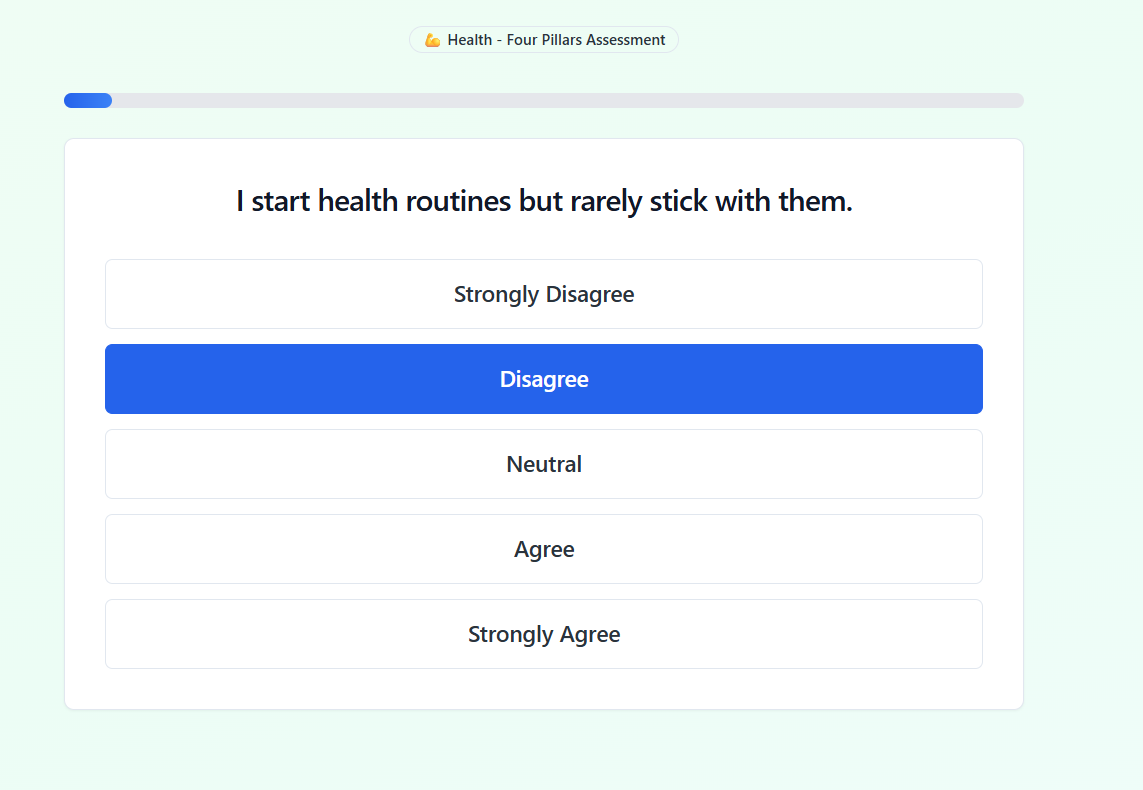 💪 Health - Four Pillars Assessment
I start health routines but rarely stick with them.
Strongly Disagree
Disagree
Neutral
Agree
Strongly Agree